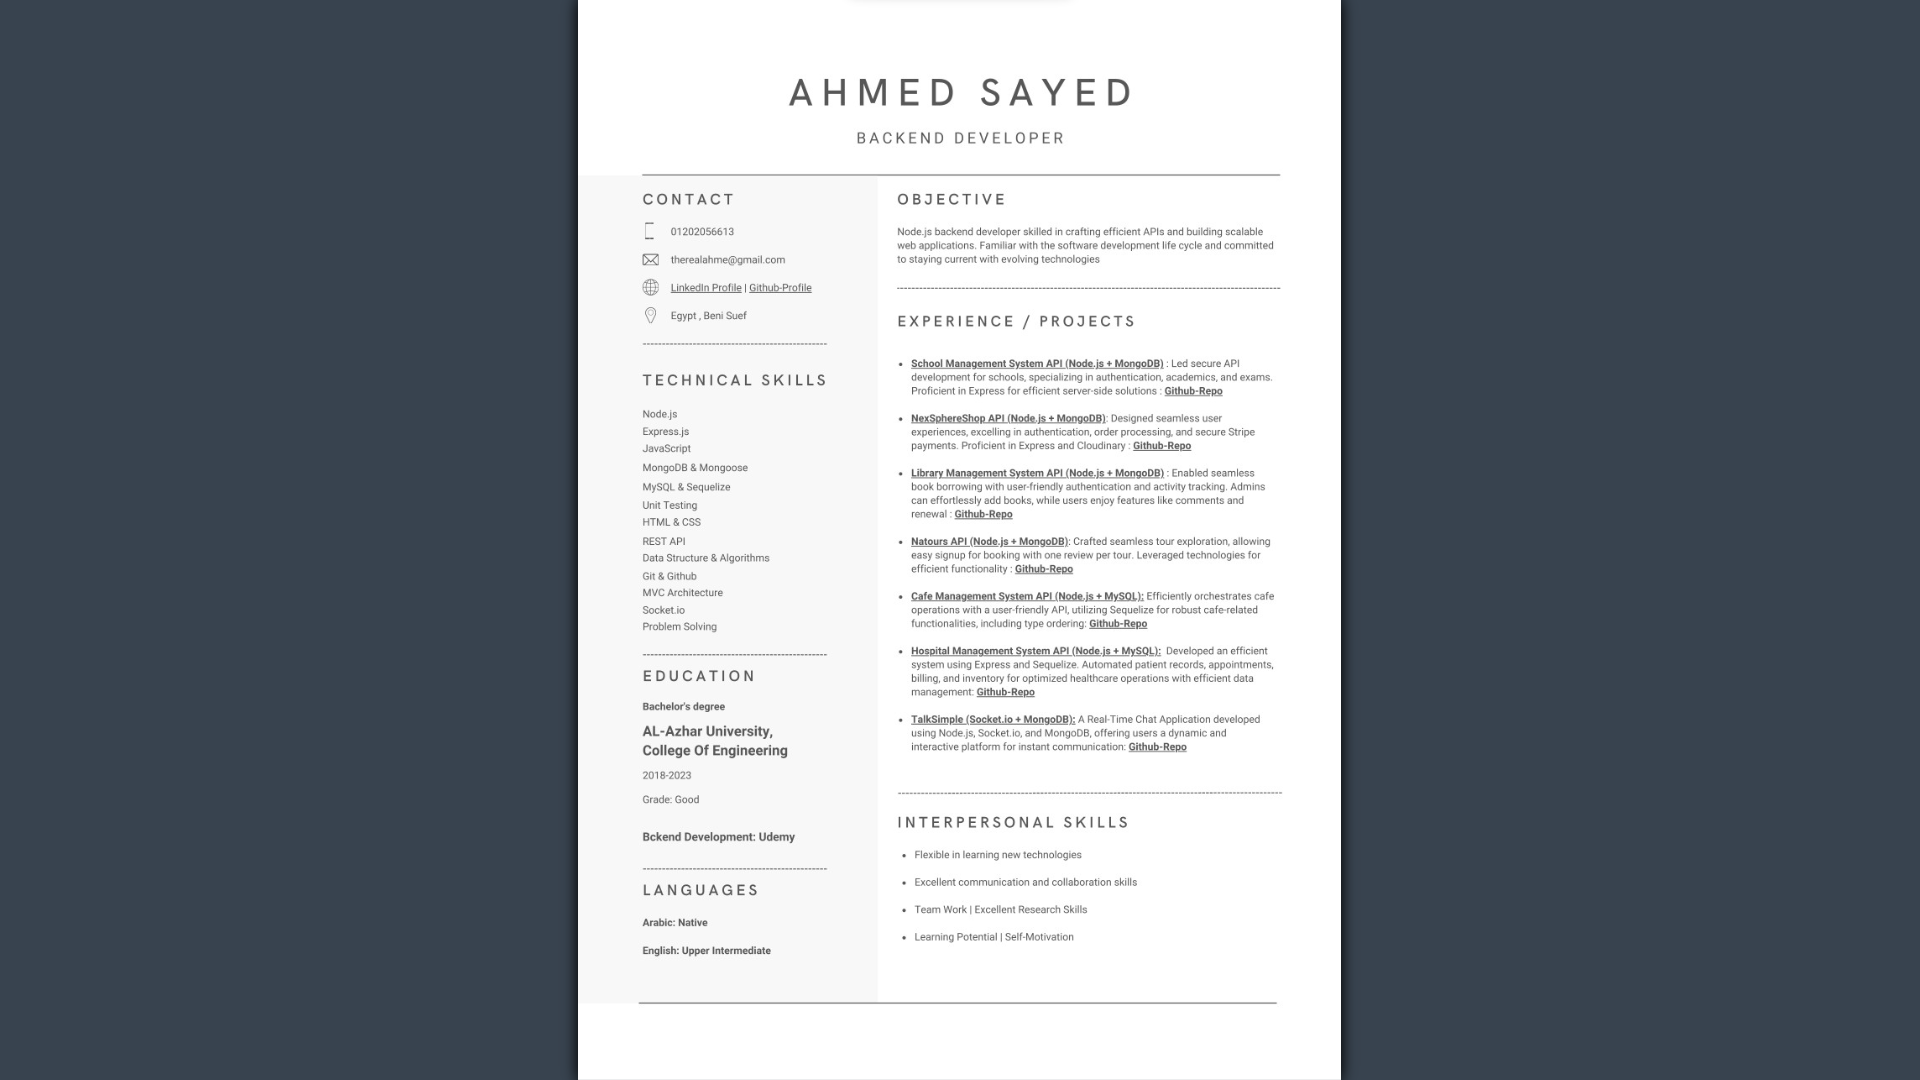 AHMED SAYED
BACKEND DEVELOPER
CONTACT
01202056613
therealahme@gmail.com
LinkedIn Profile | Github-Profile
Egypt , Beni Suef
TECHNICAL SKILLS
Node.js
Express.js
JavaScript
MongoDB & Mongoose
MySQL & Sequelize
Unit Testing
HTML & CSS
REST API
Data Structure & Algorithms
Git & Github
MVC Architecture
Socket.io
Problem Solving
EDUCATION
Bachelor's degree
AL-Azhar University,
College Of Engineering
2018-2023
Grade: Good
Bckend Development: Udemy
LANGUAGES
Arabic: Native
English: Upper Intermediate
OBJECTIVE
Node.js backend developer skilled in crafting efficient APIs and building scalable
web applications. Familiar with the software development life cycle and committed
to staying current with evolving technologies
EXPERIENCE / PROJECTS
• School Management System API (Node.js + MongoDB) : Led secure API
development for schools, specializing in authentication, academics, and exams.
Proficient in Express for efficient server-side solutions : Github-Repo
• NexSphereShop API (Node.js + MongoDB): Designed seamless user
experiences, excelling in authentication, order processing, and secure Stripe
payments. Proficient in Express and Cloudinary : Github-Repo
• Library Management System API (Node.js + MongoDB) : Enabled seamless
book borrowing with user-friendly authentication and activity tracking. Admins
can effortlessly add books, while users enjoy features like comments and
renewal : Github-Repo
• Natours API (Node.js + MongoDB): Crafted seamless tour exploration, allowing
easy signup for booking with one review per tour. Leveraged technologies for
efficient functionality : Github-Repo
• Cafe Management System API (Node.js + MySQL): Efficiently orchestrates cafe
operations with a user-friendly API, utilizing Sequelize for robust cafe-related
functionalities, including type ordering: Github-Repo
• Hospital Management System API (Node.js + MySQL): Developed an efficient
system using Express and Sequelize. Automated patient records, appointments,
billing, and inventory for optimized healthcare operations with efficient data
management: Github-Repo
• TalkSimple (Socket.io + MongoDB): A Real-Time Chat Application developed
using Node.js, Socket.io, and MongoDB, offering users a dynamic and
interactive platform for instant communication: Github-Repo
INTERPERSONAL SKILLS
• Flexible in learning new technologies
• Excellent communication and collaboration skills
• Team Work | Excellent Research Skills
• Learning Potential | Self-Motivation